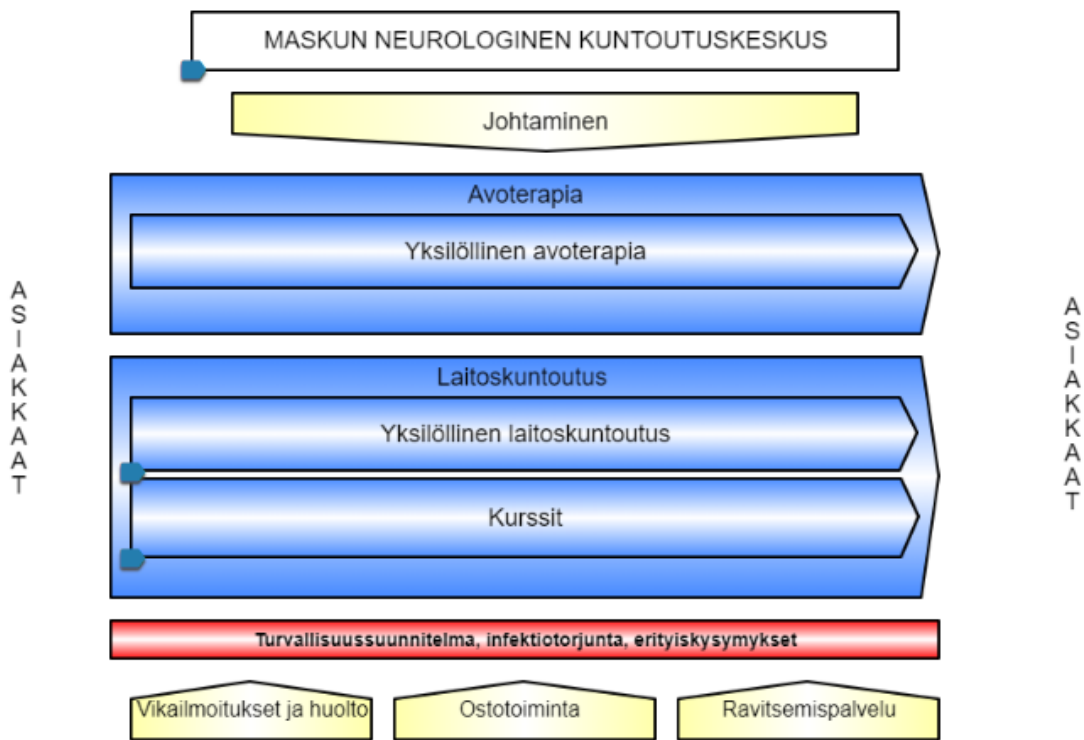 MASKUN NEUROLOGINEN KUNTOUTUSKESKUS
Johtaminen
Avoterapia
Yksilöllinen avoterapia
ASIAKKAAT
Laitoskuntoutus
Yksilöllinen laitoskuntoutus
Kurssit
ASIAKKAAT
Turvallisuussuunnitelma, infektiotorjunta, erityiskysymykset
Vikailmoitukset ja huolto
Ostotoiminta
Ravitsemispalvelu